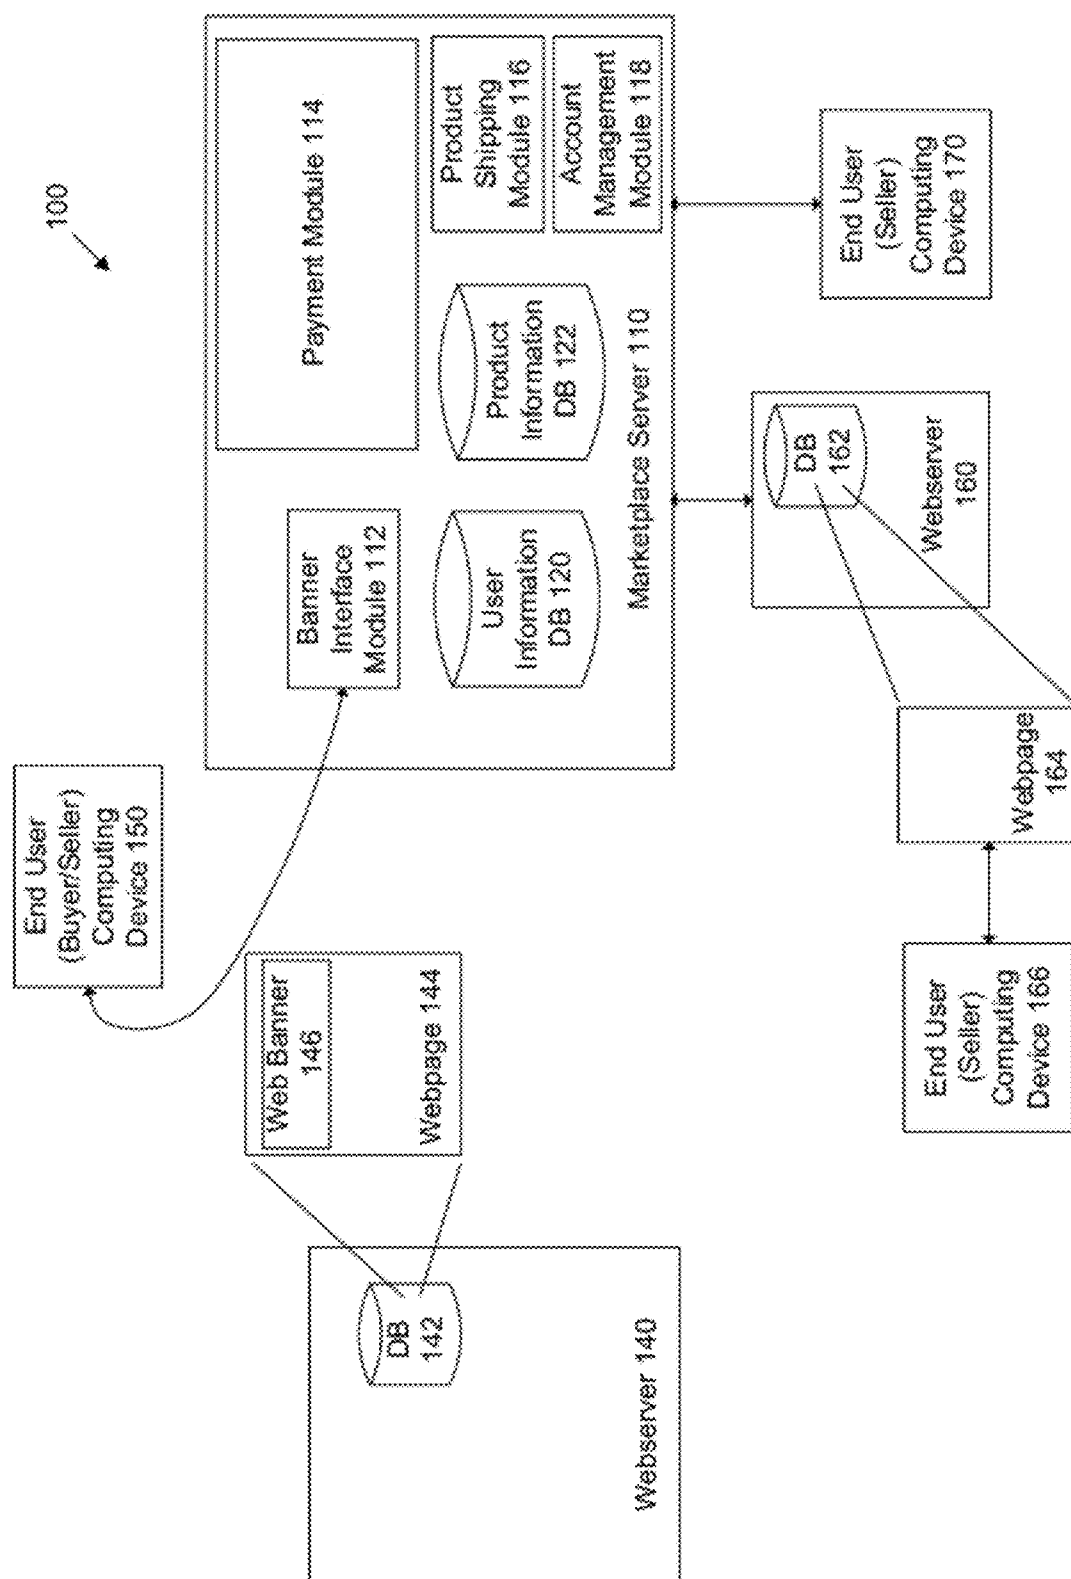 100
End User
(Buyer/Seller)
Computing
Device 150
Payment Module 114
Banner
Interface
Module 112
Product
Shipping
Module 116
Account
Management
Module 118
User
Information
DB 120
Product
Information
DB 122
Marketplace Server 110
Web Banner
146
Webpage 144
DB
142
Webserver 140
DB
162
Webserver
160
End User
(Seller)
Computing
Device 170
Webpage
164
End User
(Seller)
Computing
Device 166